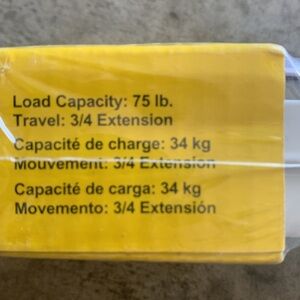 Load Capacity: 75 lb.
Travel: 3/4 Extension
Capacité de charge: 34 kg
Mouvement: 3/4 Extension
Capacité de carga: 34 kg
Movemento: 3/4 Extensión